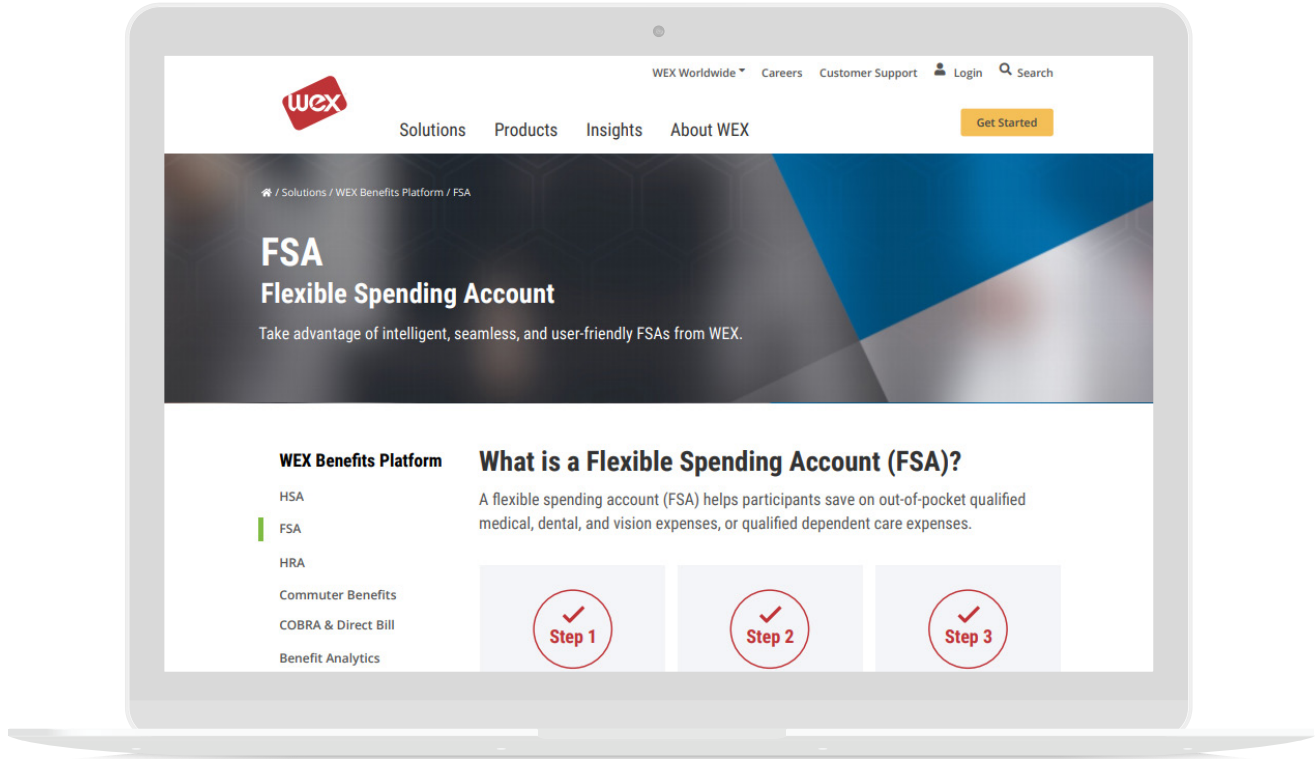 WEX Worldwide Careers Customer Support Login Search
wex
Solutions Products Insights About WEX Get Started
/ Solutions / WEX Benefits Platform / FSA
FSA
Flexible Spending Account
Take advantage of intelligent, seamless, and user-friendly FSAs from WEX.
WEX Benefits Platform
HSA
FSA
HRA
Commuter Benefits
COBRA & Direct Bill
Benefit Analytics
What is a Flexible Spending Account (FSA)?
A flexible spending account (FSA) helps participants save on out-of-pocket qualified
medical, dental, and vision expenses, or qualified dependent care expenses.
Step 1 Step 2 Step 3